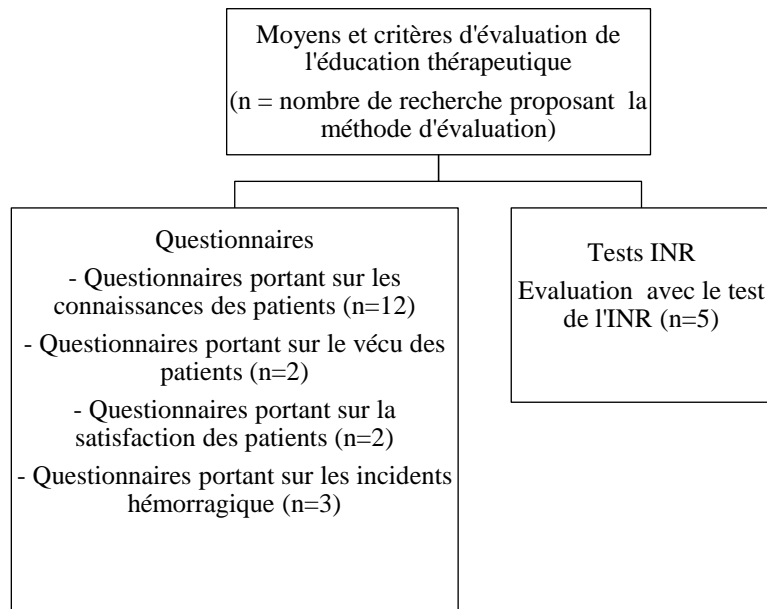 Moyens et critères d'évaluation de
l'éducation thérapeutique
(n = nombre de recherche proposant la
méthode d'évaluation)
Questionnaires
- Questionnaires portant sur les
connaissances des patients (n=12)
- Questionnaires portant sur le vécu des
patients (n=2)
- Questionnaires portant sur la
satisfaction des patients (n=2)
- Questionnaires portant sur les incidents
hémorragique (n=3)
Tests INR
Evaluation avec le test
de l'INR (n=5)